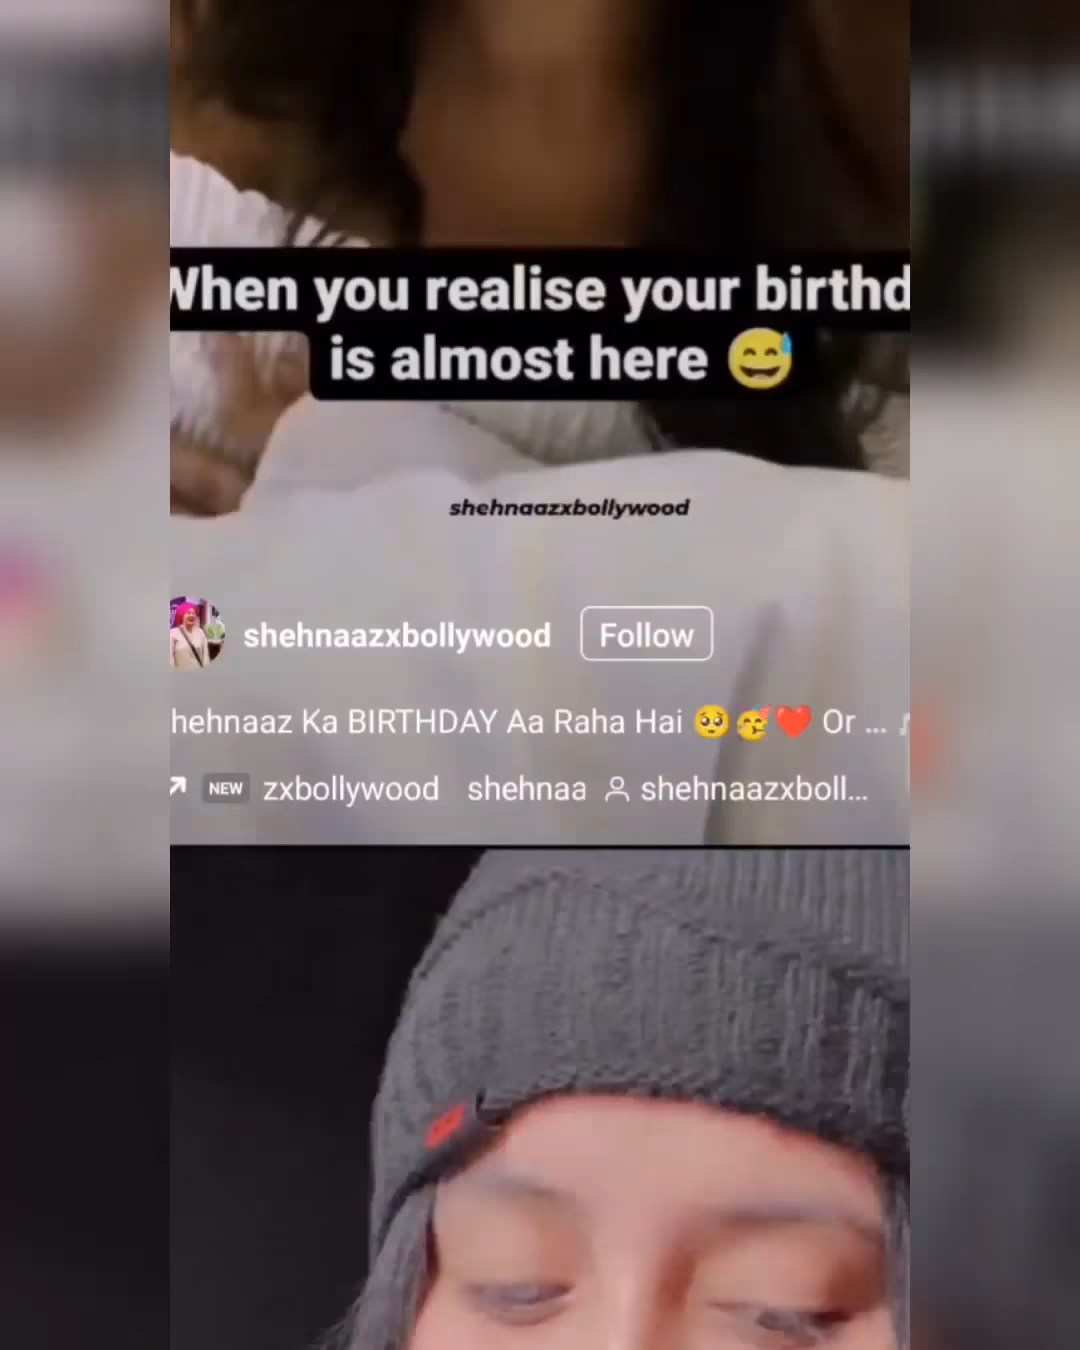 When you realise your birthd
is almost here 😅
shehnaazxbollywood
shehnaazxbollywood
Follow
hehnaaz Ka BIRTHDAY Aa Raha Hai 🥺🥳❤️ Or ...
NEW zxbollywood shehnaa shehnaazxboll...